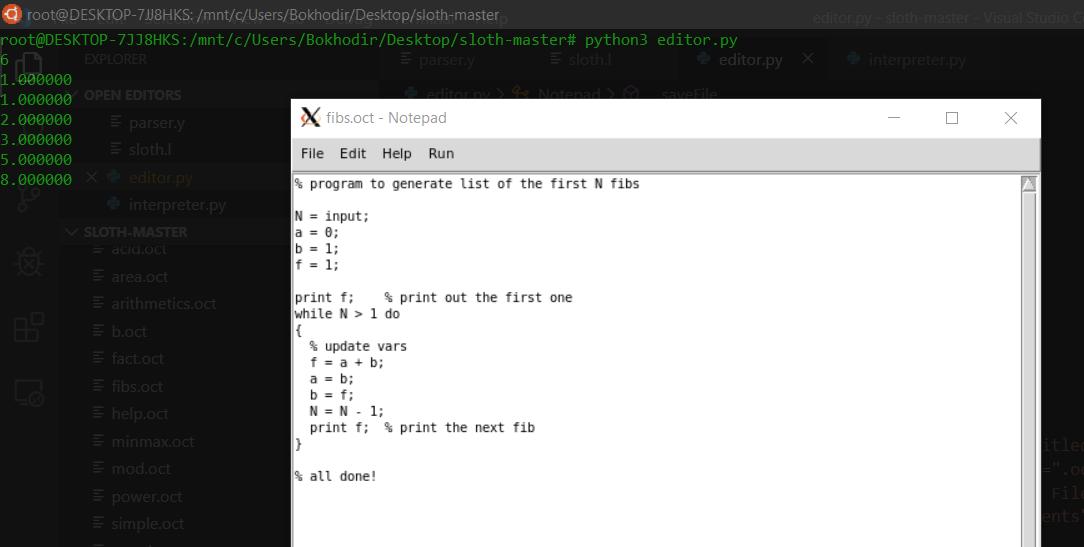 root@DESKTOP-7JJ8HKS: /mnt/c/Users/Bokhodir/Desktop/sloth-master
editor.py - sloth-master - Visual Studio C
root@DESKTOP-7JJ8HKS:/mnt/c/Users/Bokhodir/Desktop/sloth-master# python3 editor.py
6
EXPLORER
parser.y
sloth.l
editor.py
interpreter.py
1.000000
OPEN EDITORS
editor.py > Notepad > saveFile
1.000000
2.000000
parser.y
3.000000
sloth.l
5.000000
editor.py
8.000000
interpreter.py
SLOTH-MASTER
acid.oct
area.oct
arithmetics.oct
b.oct
fact.oct
fibs.oct
help.oct
minmax.oct
mod.oct
power.oct
simple.oct
fibs.oct - Notepad
File Edit Help Run
% program to generate list of the first N fibs
N = input;
a = 0;
b = 1;
f = 1;
print f;    % print out the first one
while N > 1 do
{
  % update vars
  f = a + b;
  a = b;
  b = f;
  N = N - 1;
  print f;  % print the next fib
}
% all done!